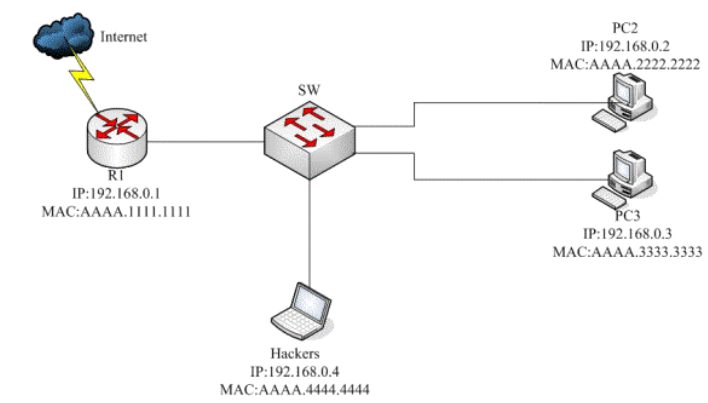 Internet
PC2
IP:192.168.0.2
MAC:AAAA.2222.2222
SW
R1
IP:192.168.0.1
MAC:AAAA.1111.1111
PC3
IP:192.168.0.3
MAC:AAAA.3333.3333
Hackers
IP:192.168.0.4
MAC:AAAA.4444.4444